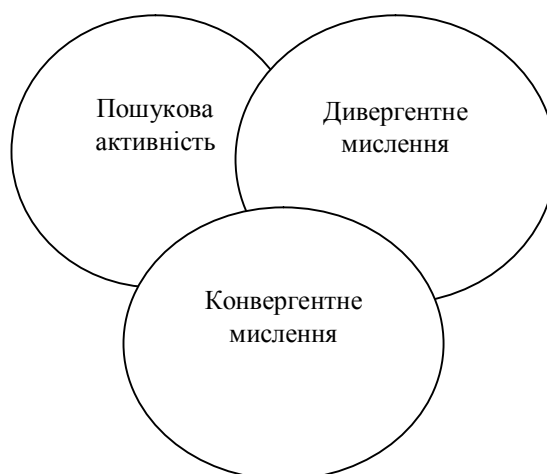 Пошукова
активність
Дивергентне
мислення
Конвергентне
мислення